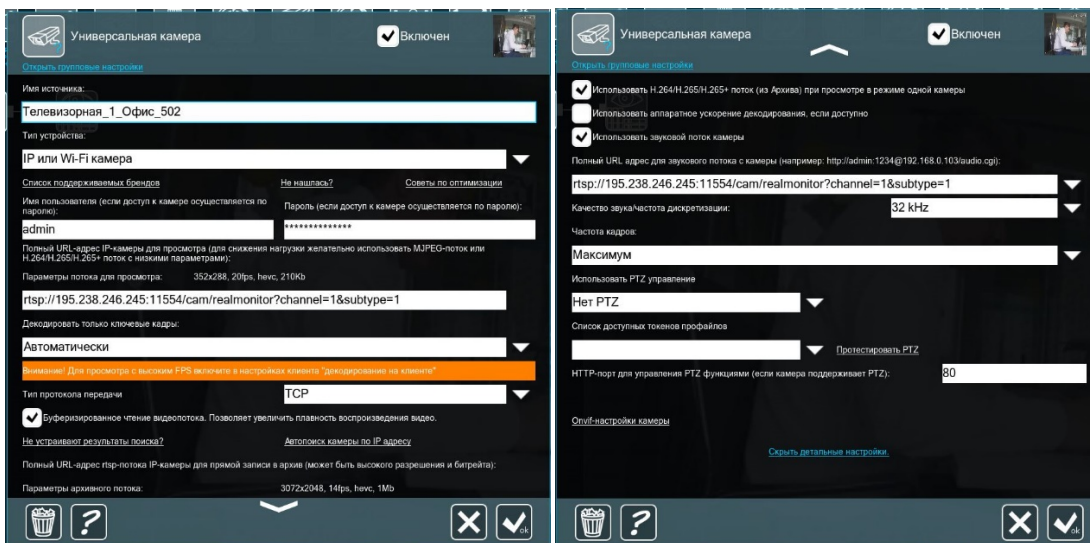 Универсальная камера
Включен
Открыть групповые настройки
Имя источника:
Телевизорная_1_Офис_502
Тип устройства:
IP или Wi-Fi камера
Список поддерживаемых брендов
Не нашлась?
Советы по оптимизации
Имя пользователя (если доступ к камере осуществляется по
паролю):
Пароль (если доступ к камере осуществляется по паролю):
admin
**************
Полный URL-адрес IP-камеры для просмотра (для снижения нагрузки желательно использовать MJPEG-поток или
H.264/H.265/H.265+ поток с низкими параметрами):
Параметры потока для просмотра:
352x288, 20fps, hevc, 210Kb
rtsp://195.238.246.245:11554/cam/realmonitor?channel=1&subtype=1
Декодировать только ключевые кадры:
Автоматически
Внимание! Для просмотра с высоким FPS включите в настройках клиента "декодирование на клиенте"
Тип протокола передачи
TCP
Буферизированное чтение видеопотока. Позволяет увеличить плавность воспроизведения видео.
Не устраивают результаты поиска?
Автопоиск камеры по IP адресу
Полный URL-адрес rtsp-потока IP-камеры для прямой записи в архив (может быть высокого разрешения и битрейта):
Параметры архивного потока:
3072x2048, 14fps, hevc, 1Mb
?
ok
Универсальная камера
Включен
Открыть групповые настройки
Использовать H.264/H.265/H.265+ поток (из Архива) при просмотре в режиме одной камеры
Использовать аппаратное ускорение декодирования, если доступно
Использовать звуковой поток камеры
Полный URL адрес для звукового потока с камеры (например: http://admin:1234@192.168.0.103/audio.cgi):
rtsp://195.238.246.245:11554/cam/realmonitor?channel=1&subtype=1
Качество звука/частота дискретизации:
32 kHz
Частота кадров:
Максимум
Использовать PTZ управление
Нет PTZ
Список доступных токенов профайлов
Протестировать PTZ
HTTP-порт для управления PTZ функциями (если камера поддерживает PTZ):
80
Onvif-настройки камеры
Скрыть детальные настройки.
?
ok